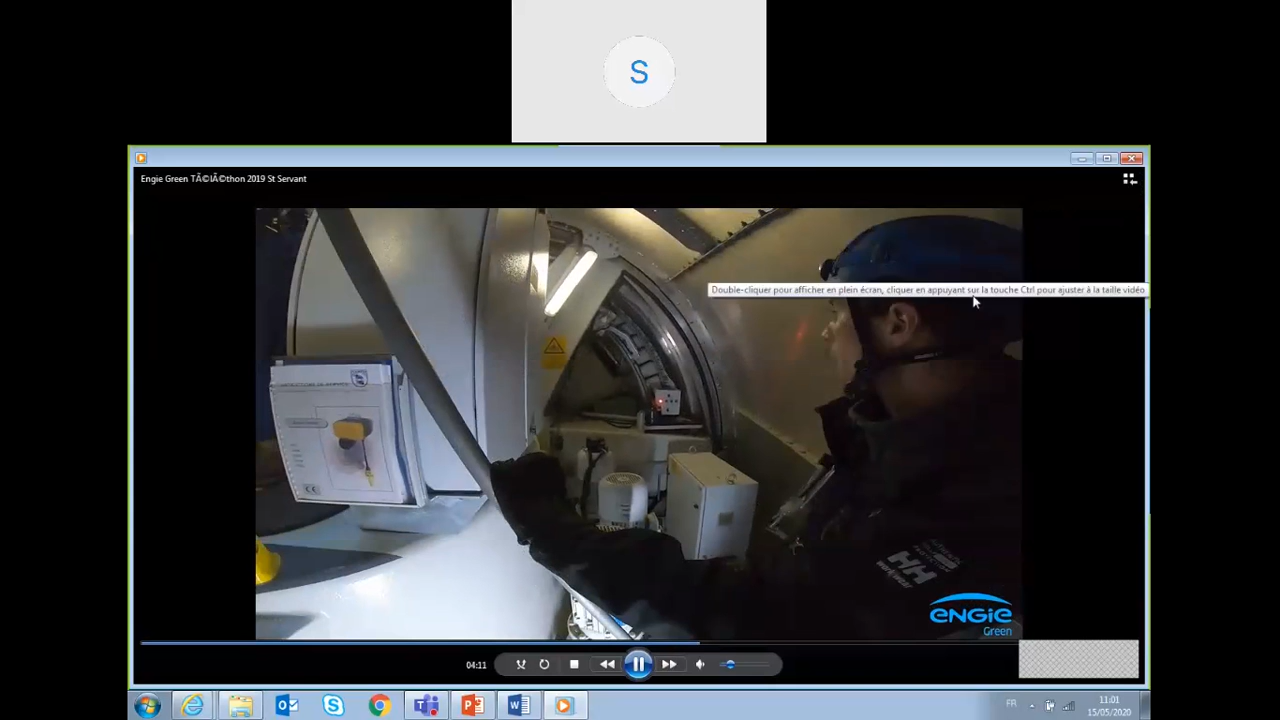 S
Engie Green TÃ©lÃ©thon 2019 St Servant
Double-cliquer pour afficher en plein écran, cliquer en appuyant sur la touche Ctrl pour ajuster à la taille vidéo
CE
HH
WORKWEAR
ENGIE
Green
04:11
FR
11:01
15/05/2020